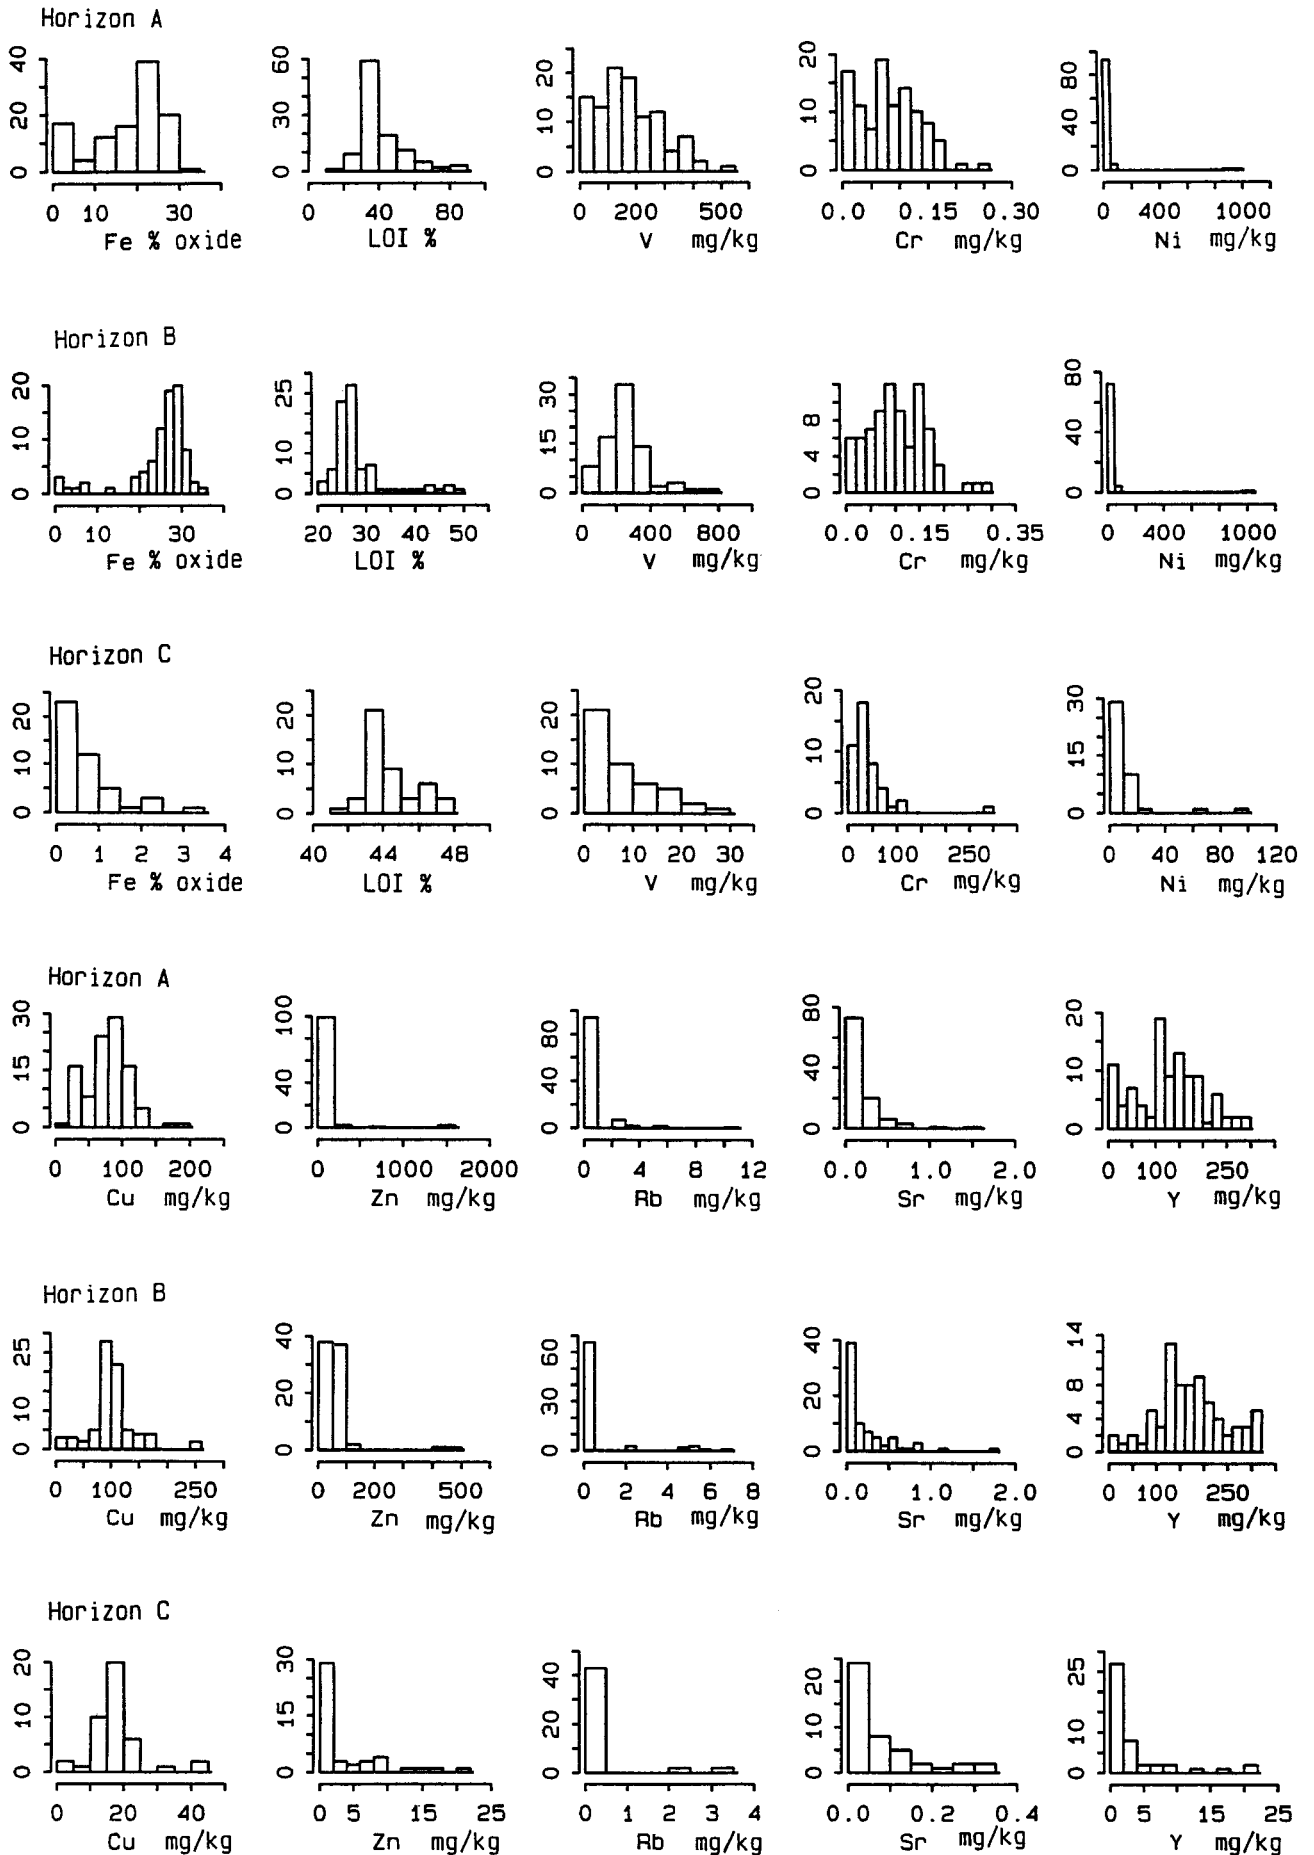 Horizon A
40 20 0
0 10 30
Fe % oxide
60 30 0
0 40 80
LOI %
20 10 0
0 200 500
V mg/kg
20 10 0
0.0 0.15 0.30
Cr mg/kg
80 40 0
0 400 1000
Ni mg/kg
Horizon B
20 10 0
0 10 30
Fe % oxide
25 10 0
20 30 50
LOI %
30 15 0
0 400 800
V mg/kg
8 4 0
0.0 0.15 0.35
Cr mg/kg
80 40 0
0 400 1000
Ni mg/kg
Horizon C
20 10 0
0 1 2 3 4
Fe % oxide
20 10 0
40 44 48
LOI %
20 10 0
0 10 20 30
V mg/kg
20 10 0
0 100 250
Cr mg/kg
30 15 0
0 40 80 120
Ni mg/kg
Horizon A
30 15 0
0 100 200
Cu mg/kg
100 40 0
0 1000 2000
Zn mg/kg
80 40 0
0 4 8 12
Rb mg/kg
80 40 0
0.0 1.0 2.0
Sr mg/kg
20 10 0
0 100 250
Y mg/kg
Horizon B
25 10 0
0 100 250
Cu mg/kg
40 20 0
0 200 500
Zn mg/kg
60 30 0
0 2 4 6 8
Rb mg/kg
40 20 0
0.0 1.0 2.0
Sr mg/kg
14 8 4 0
0 100 250
Y mg/kg
Horizon C
20 10 0
0 20 40
Cu mg/kg
30 15 0
0 5 15 25
Zn mg/kg
40 20 0
0 1 2 3 4
Rb mg/kg
20 10 0
0.0 0.2 0.4
Sr mg/kg
25 10 0
0 5 15 25
Y mg/kg